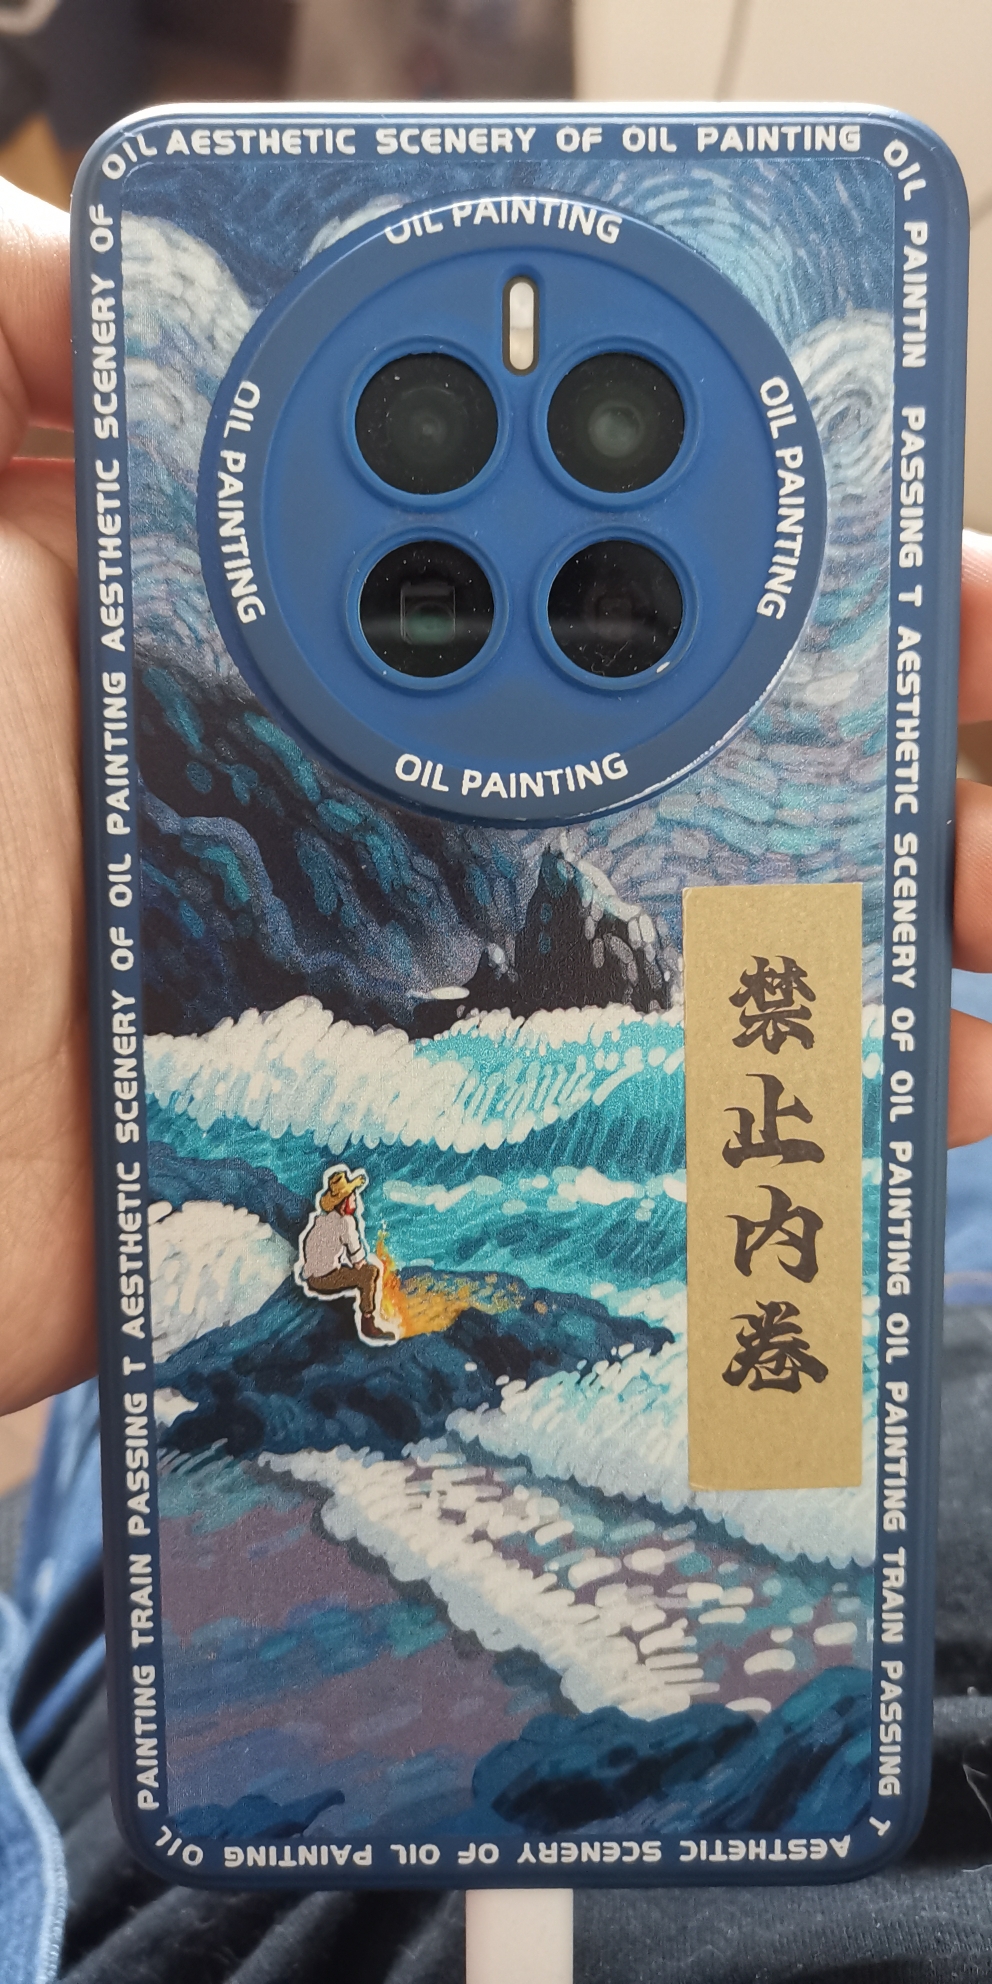 OIL AESTHETIC SCENERY OF OIL PAINTING
OIL PAINTIN PASSING T AESTHETIC SCENERY OF OIL PAINTING OIL PAINTING TRAIN PASSING
T AESTHETIC SCENERY OF OIL PAINTING OIL
PAINTING TRAIN PASSING T AESTHETIC SCENERY OF OIL PAINTING AESTHETIC SCENERY OF
OIL PAINTING
OIL PAINTING
OIL PAINTING
OIL PAINTING
禁止内卷